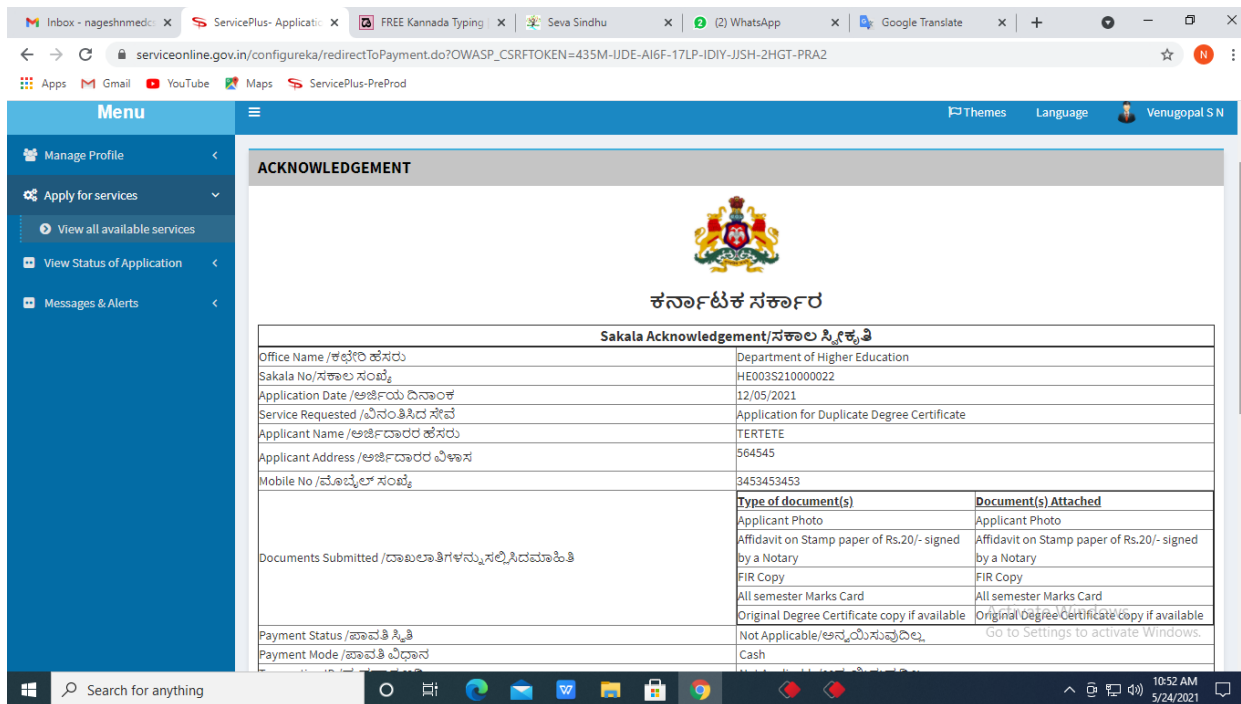 Inbox - nageshnmedcs
ServicePlus- Applicatio
FREE Kannada Typing
Seva Sindhu
(2) WhatsApp
Google Translate
serviceonline.gov.in/configureka/redirectToPayment.do?OWASP_CSRFTOKEN=435M-IJDE-AI6F-17LP-IDIY-JJSH-2HGT-PRA2
N
Apps Gmail YouTube Maps ServicePlus-PreProd
Menu
Themes Language Venugopal S N
Manage Profile
Apply for services
View all available services
View Status of Application
Messages & Alerts
ACKNOWLEDGEMENT
ಕರ್ನಾಟಕ ಸರ್ಕಾರ
Sakala Acknowledgement/ಸಕಾಲ ಸ್ವೀಕೃತಿ
Office Name /ಕಛೇರಿ ಹೆಸರು Department of Higher Education
Sakala No/ಸಕಾಲ ಸಂಖ್ಯೆ HE003S210000022
Application Date /ಅರ್ಜಿಯ ದಿನಾಂಕ 12/05/2021
Service Requested /ವಿನಂತಿಸಿದ ಸೇವೆ Application for Duplicate Degree Certificate
Applicant Name /ಅರ್ಜಿದಾರರ ಹೆಸರು TERTETE
Applicant Address /ಅರ್ಜಿದಾರರ ವಿಳಾಸ 564545
Mobile No /ಮೊಬೈಲ್ ಸಂಖ್ಯೆ 3453453453
Documents Submitted /ದಾಖಲಾತಿಗಳನ್ನು ಸಲ್ಲಿಸಿದಮಾಹಿತಿ
Type of document(s) Document(s) Attached
Applicant Photo Applicant Photo
Affidavit on Stamp paper of Rs.20/- signed Affidavit on Stamp paper of Rs.20/- signed
by a Notary by a Notary
FIR Copy FIR Copy
All semester Marks Card All semester Marks Card
Original Degree Certificate copy if available Original Degree Certificate copy if available
Payment Status /ಪಾವತಿ ಸ್ಥಿತಿ Not Applicable/ಅನ್ವಯಿಸುವುದಿಲ್ಲ
Payment Mode /ಪಾವತಿ ವಿಧಾನ Cash
Activate Windows
Go to Settings to activate Windows.
Search for anything
10:52 AM
5/24/2021